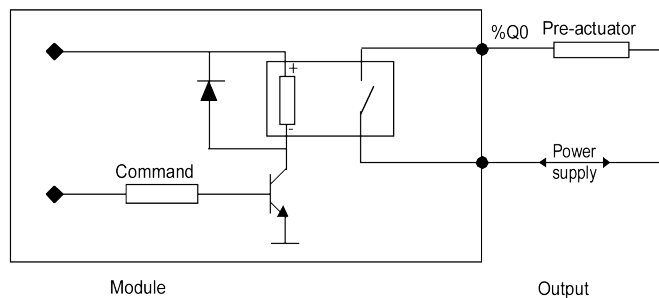 %Q0
Pre-actuator
+
-
Command
Power
supply
Module
Output